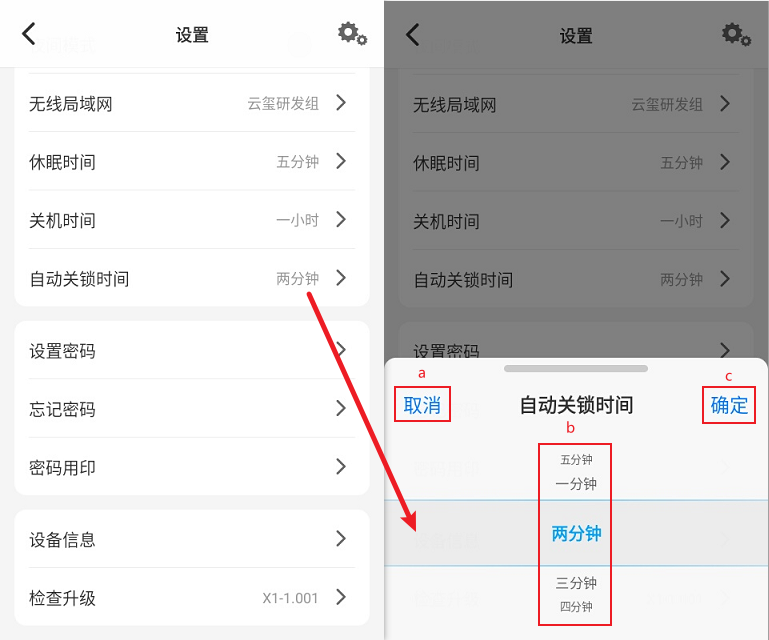 设置
无线局域网 云玺研发组
休眠时间 五分钟
关机时间 一小时
自动关锁时间 两分钟
设置密码
忘记密码
密码用印
设备信息
检查升级 X1-1.001
设置
无线局域网 云玺研发组
休眠时间 五分钟
关机时间 一小时
自动关锁时间 两分钟
设置密码
a
c
取消 自动关锁时间 确定
b
五分钟
一分钟
两分钟
三分钟
四分钟